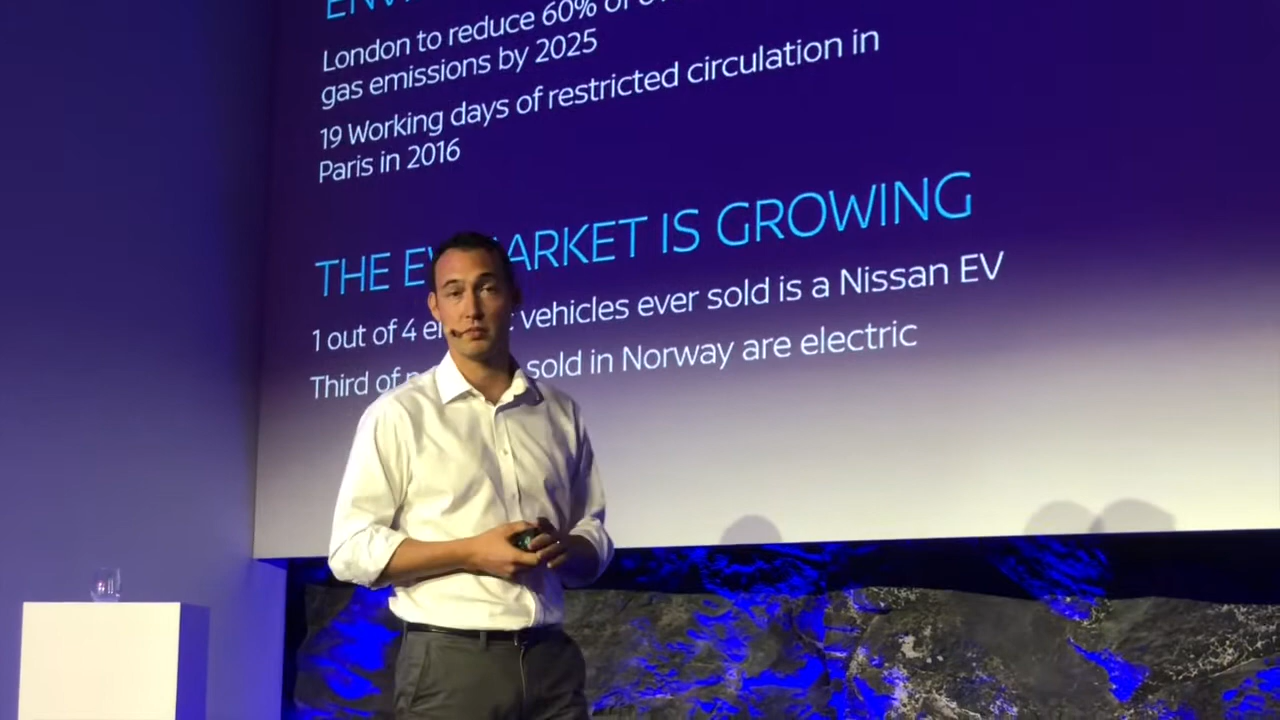 London to reduce 60% of
gas emissions by 2025
19 Working days of restricted circulation in
Paris in 2016
THE EV MARKET IS GROWING
1 out of 4 vehicles ever sold is a Nissan EV
Third of sold in Norway are electric